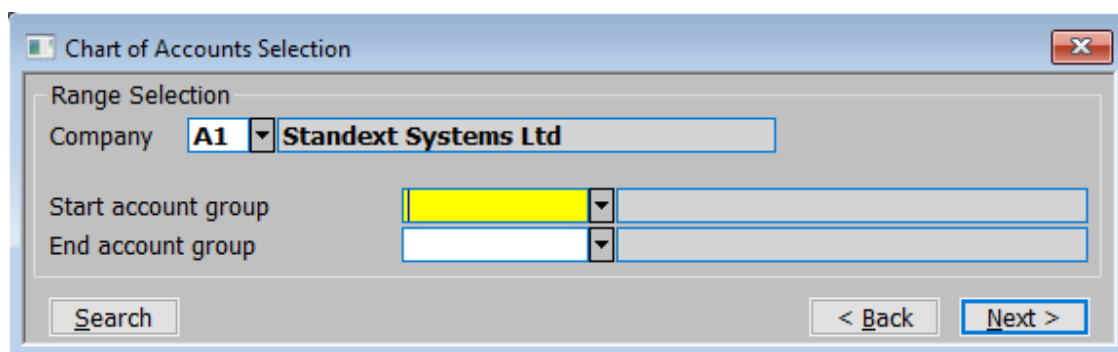 Chart of Accounts Selection
Range Selection
Company A1 Standext Systems Ltd
Start account group
End account group
Search < Back Next >